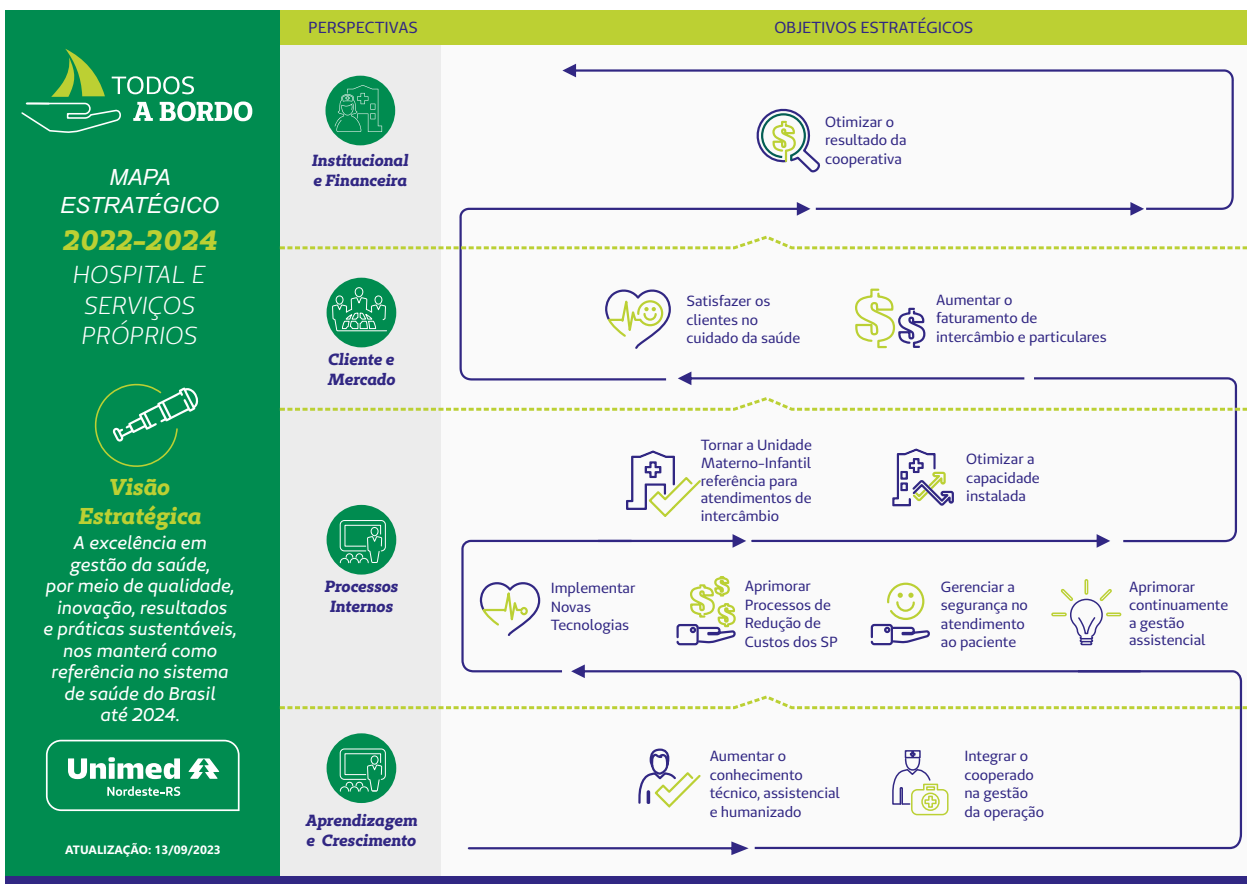 TODOS
A BORDO
MAPA
ESTRATÉGICO
2022-2024
HOSPITAL E
SERVIÇOS
PRÓPRIOS
Visão
Estratégica
A excelência em
gestão da saúde,
por meio de qualidade,
inovação, resultados
e práticas sustentáveis,
nos manterá como
referência no sistema
de saúde do Brasil
até 2024.
Unimed
Nordeste-RS
ATUALIZAÇÃO: 13/09/2023
PERSPECTIVAS
OBJETIVOS ESTRATÉGICOS
Institucional
e Financeira
Otimizar o
resultado da
cooperativa
Cliente e
Mercado
Satisfazer os
clientes no
cuidado da saúde
Aumentar o
faturamento de
intercâmbio e particulares
Processos
Internos
Tornar a Unidade
Materno-Infantil
referência para
atendimentos de
intercâmbio
Otimizar a
capacidade
instalada
Implementar
Novas
Tecnologias
Aprimorar
Processos de
Redução de
Custos dos SP
Gerenciar a
segurança no
atendimento
ao paciente
Aprimorar
continuamente
a gestão
assistencial
Aprendizagem
e Crescimento
Aumentar o
conhecimento
técnico, assistencial
e humanizado
Integrar o
cooperado
na gestão
da operação